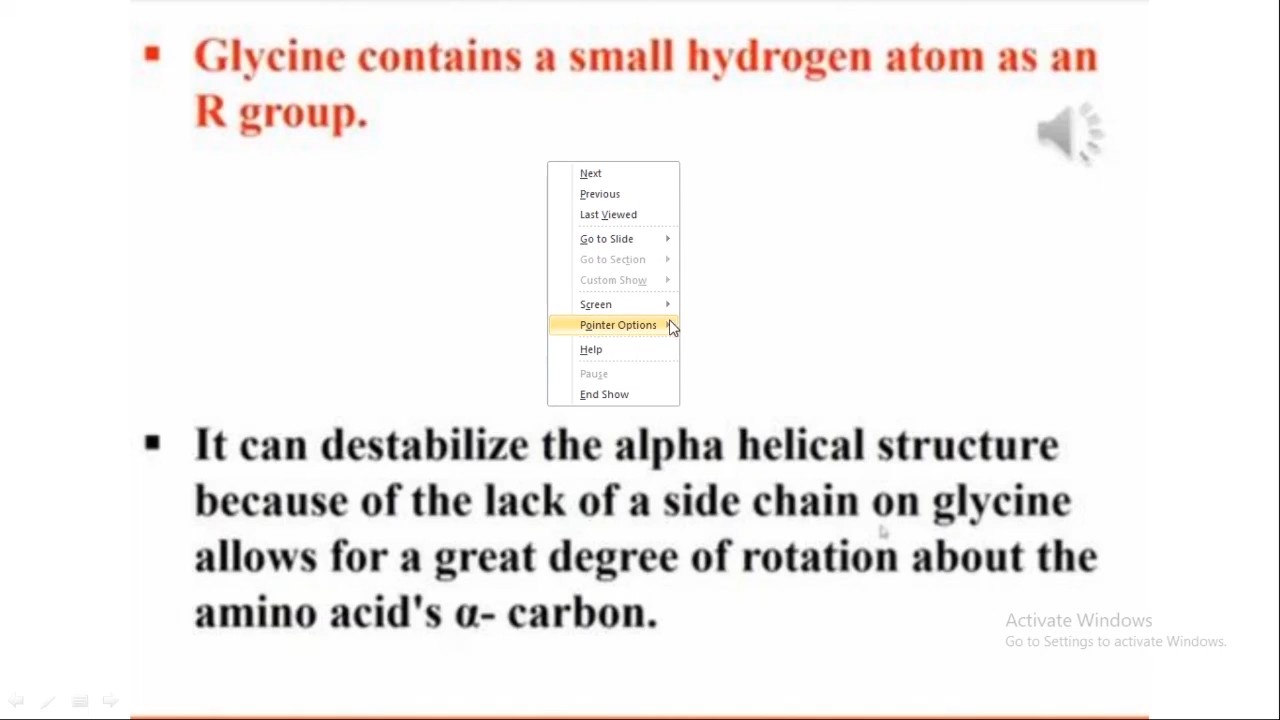 ▪ Glycine contains a small hydrogen atom as an
R group.
Next
Previous
Last Viewed
Go to Slide
Go to Section
Custom Show
Screen
Pointer Options
Help
Pause
End Show
▪ It can destabilize the alpha helical structure
because of the lack of a side chain on glycine
allows for a great degree of rotation about the
amino acid's α- carbon.
Activate Windows
Go to Settings to activate Windows.